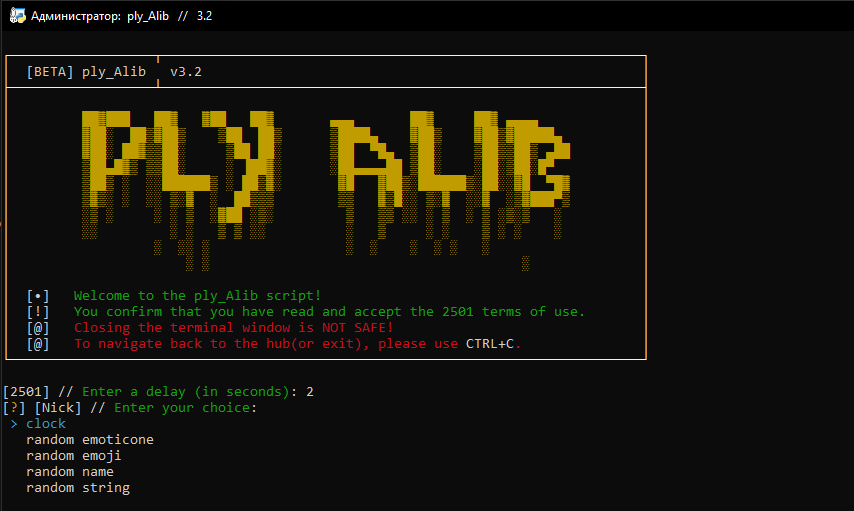 Администратор: ply_Alib // 3.2
[BETA] ply_Alib v3.2
PLY ALIB
[•] Welcome to the ply_Alib script!
[!] You confirm that you have read and accept the 2501 terms of use.
[@] Closing the terminal window is NOT SAFE!
[@] To navigate back to the hub(or exit), please use CTRL+C.
[2501] // Enter a delay (in seconds): 2
[?] [Nick] // Enter your choice:
> clock
random emoticone
random emoji
random name
random string